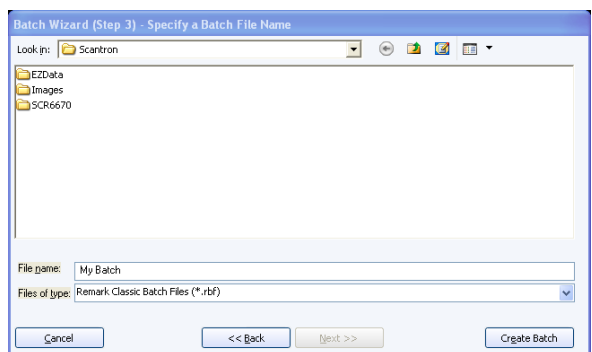 Batch Wizard (Step 3) - Specify a Batch File Name
Look in: Scantron
EZData
Images
SCR6670
File name: My Batch
Files of type: Remark Classic Batch Files (*.rbf)
Cancel << Back Next >> Create Batch